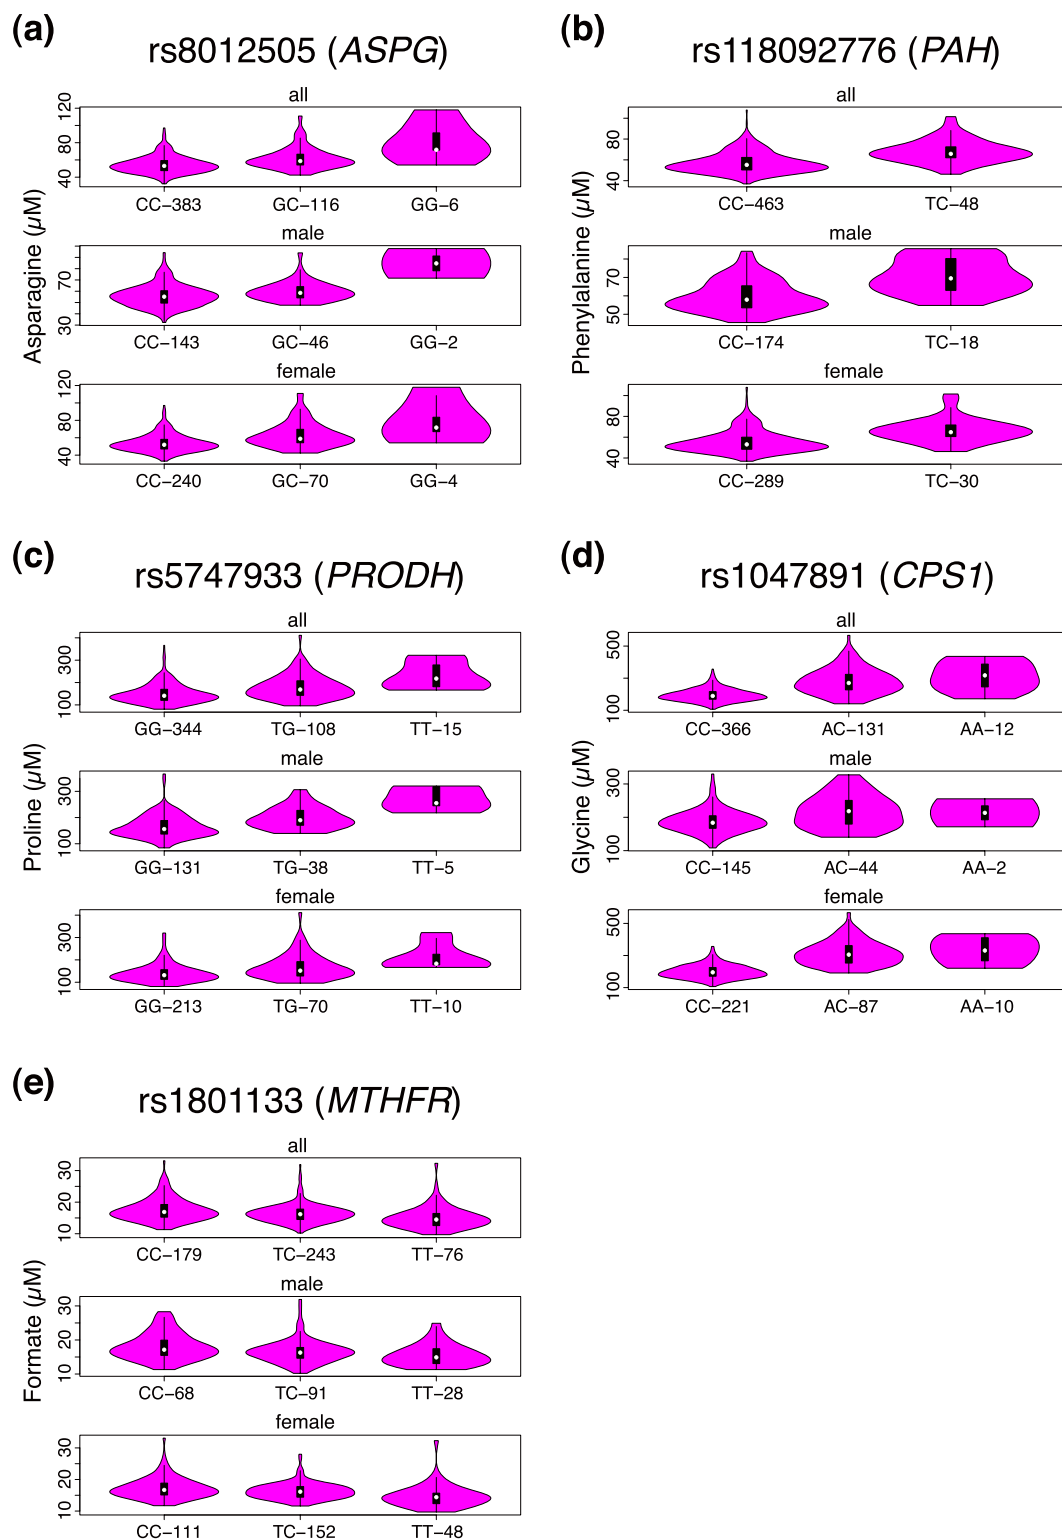 (a)
rs8012505 (ASPG)
all
120
80
40
CC−383 GC−116 GG−6
male
70
30
CC−143 GC−46 GG−2
female
120
80
40
CC−240 GC−70 GG−4
Asparagine (µM)
(b)
rs118092776 (PAH)
all
80
40
CC−463 TC−48
male
70
50
CC−174 TC−18
female
80
40
CC−289 TC−30
Phenylalanine (µM)
(c)
rs5747933 (PRODH)
all
300
100
GG−344 TG−108 TT−15
male
300
100
GG−131 TG−38 TT−5
female
300
100
GG−213 TG−70 TT−10
Proline (µM)
(d)
rs1047891 (CPS1)
all
500
100
CC−366 AC−131 AA−12
male
300
100
CC−145 AC−44 AA−2
female
500
100
CC−221 AC−87 AA−10
Glycine (µM)
(e)
rs1801133 (MTHFR)
all
30
20
10
CC−179 TC−243 TT−76
male
30
20
10
CC−68 TC−91 TT−28
female
30
20
10
CC−111 TC−152 TT−48
Formate (µM)